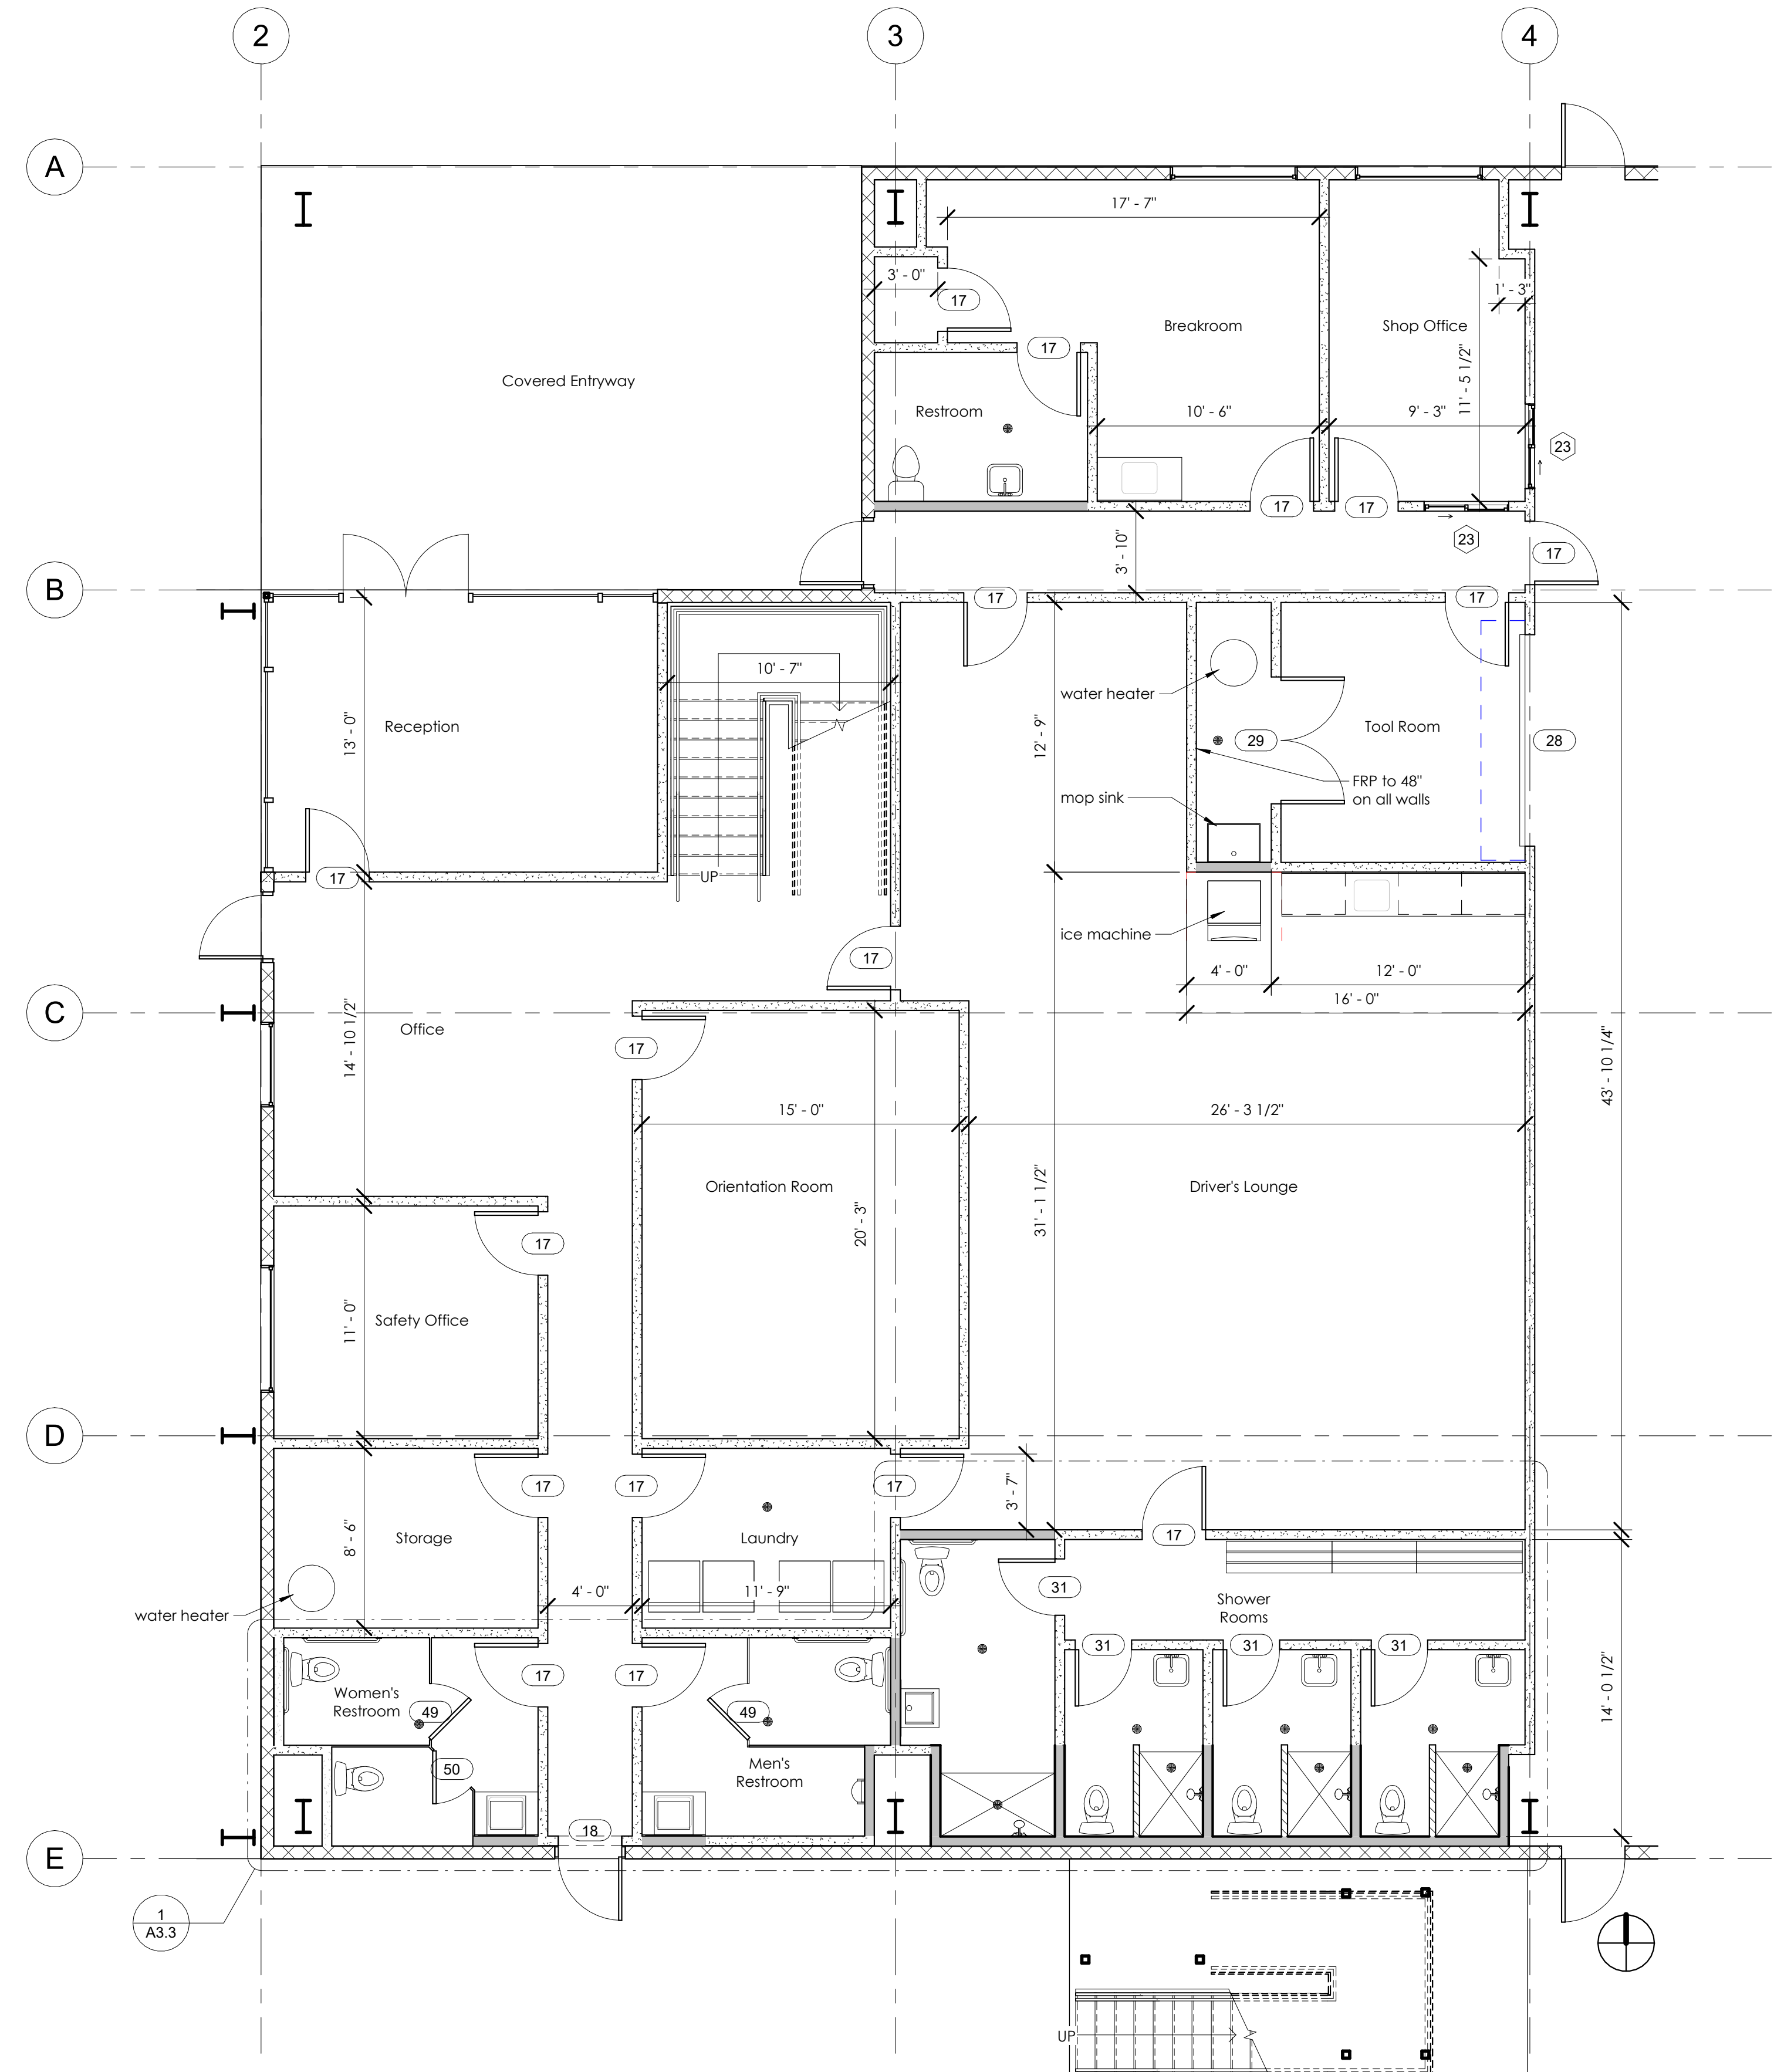 2
3
4
A
17' - 7"
3' - 0"
17
1' - 3"
Breakroom
Shop Office
17
11' - 5 1/2"
Covered Entryway
Restroom
10' - 6"
9' - 3"
23
17
17
23
3' - 10"
17
B
17
17
10' - 7"
water heater
Reception
13' - 0"
12' - 9"
Tool Room
29
28
FRP to 48"
on all walls
mop sink
UP
17
ice machine
17
4' - 0"
12' - 0"
16' - 0"
C
Office
14' - 10 1/2"
17
43' - 10 1/4"
15' - 0"
26' - 3 1/2"
Orientation Room
Driver's Lounge
20' - 3"
31' - 1 1/2"
17
11' - 0"
Safety Office
D
17
17
17
3' - 7"
8' - 6"
Storage
Laundry
17
4' - 0"
11' - 9"
31
water heater
Shower
Rooms
31
31
31
17
17
Women's
Restroom
49
49
14' - 0 1/2"
50
Men's
Restroom
18
E
1
A3.3
UP